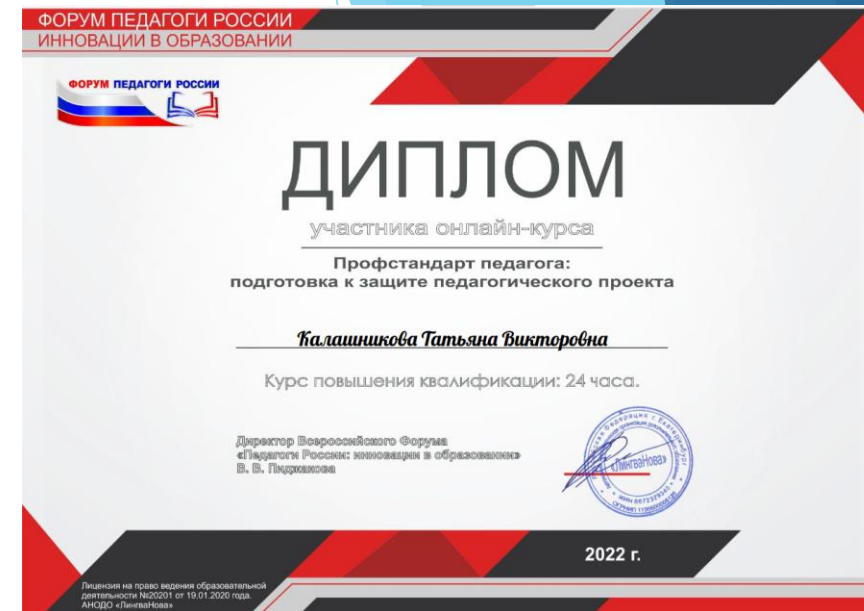 ФОРУМ ПЕДАГОГИ РОССИИ
ИННОВАЦИИ В ОБРАЗОВАНИИ
ФОРУМ ПЕДАГОГИ РОССИИ
ДИПЛОМ
участника онлайн-курса
Профстандарт педагога:
подготовка к защите педагогического проекта
Калашникова Татьяна Викторовна
Курс повышения квалификации: 24 часа.
Директор Всероссийского Форума
«Педагоги России: инновации в образовании»
В. В. Пиджакова
«ЛингваНова»
2022 г.
Лицензия на право ведения образовательной
деятельности №20201 от 19.01.2020 года.
АНОДО «ЛингваНова»